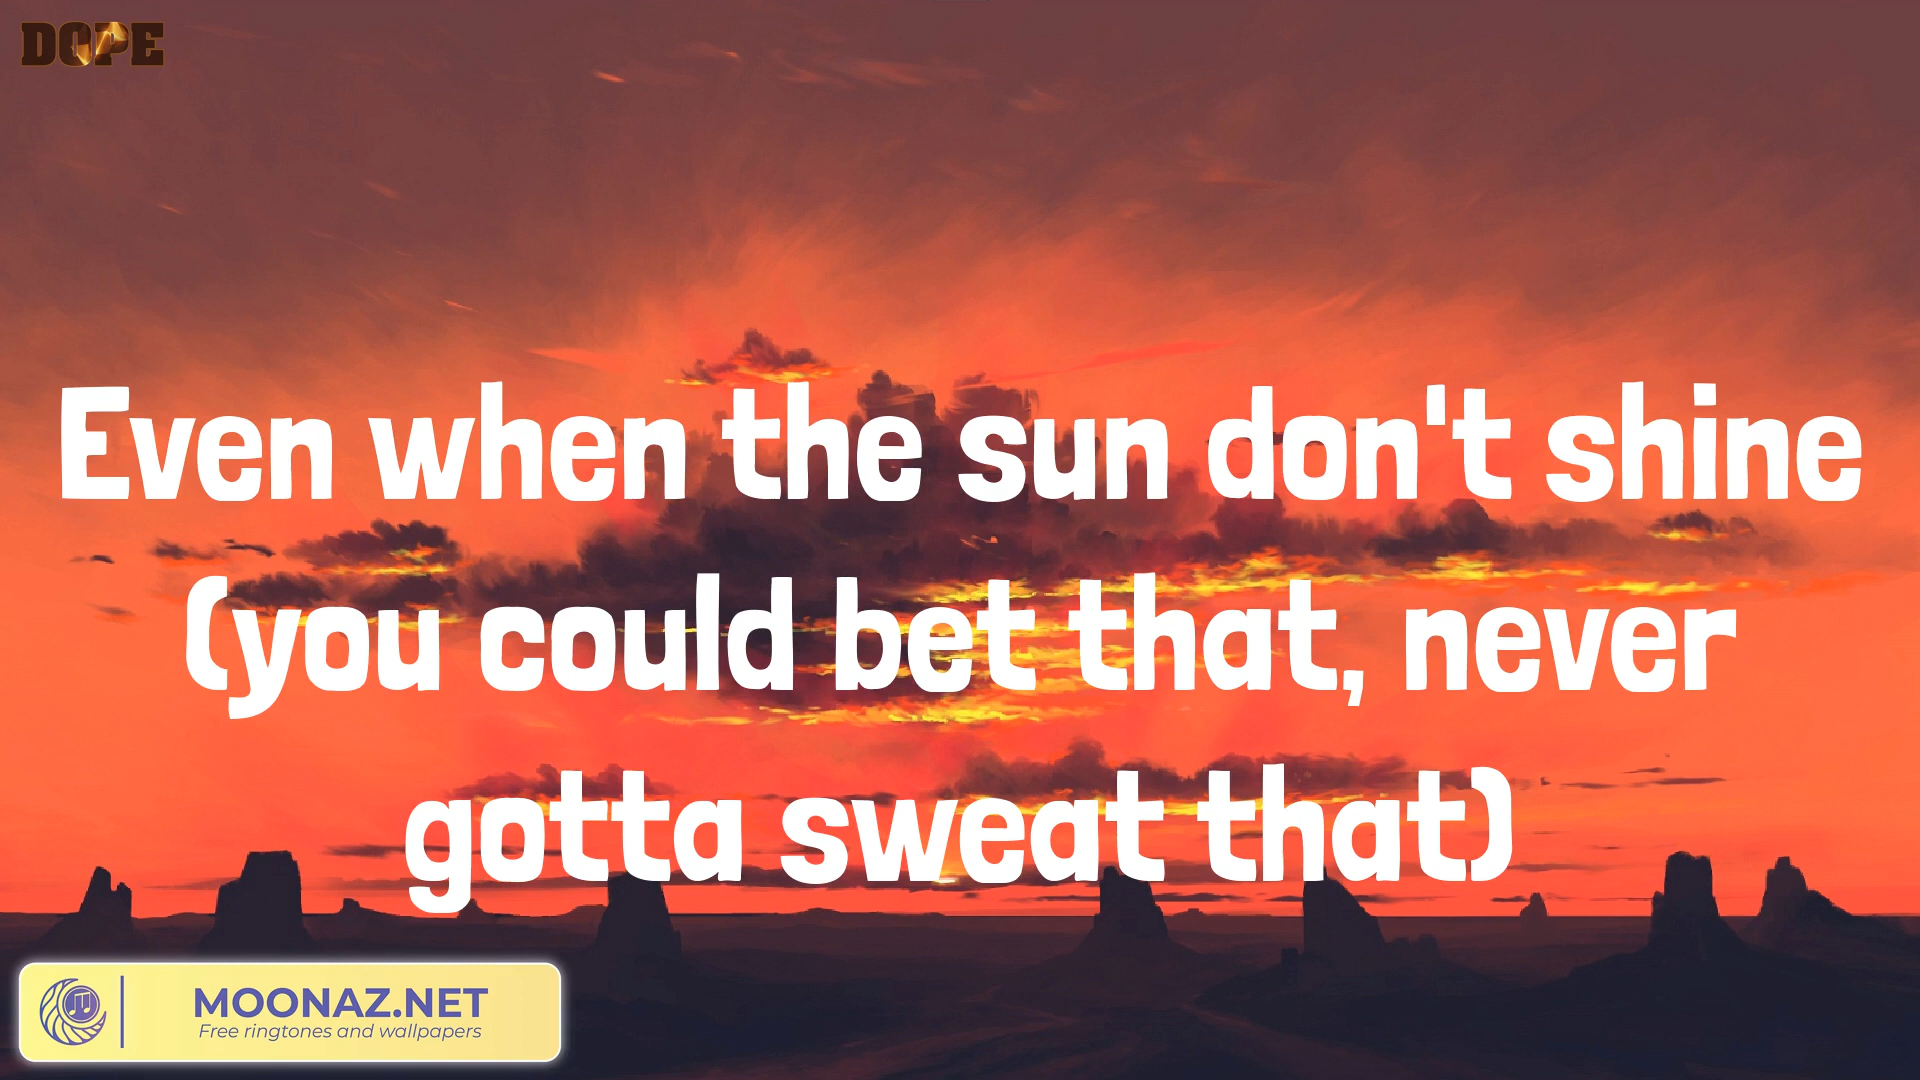 DOPE
Even when the sun don't shine
(you could bet that, never
gotta sweat that)
MOONAZ.NET
Free ringtones and wallpapers